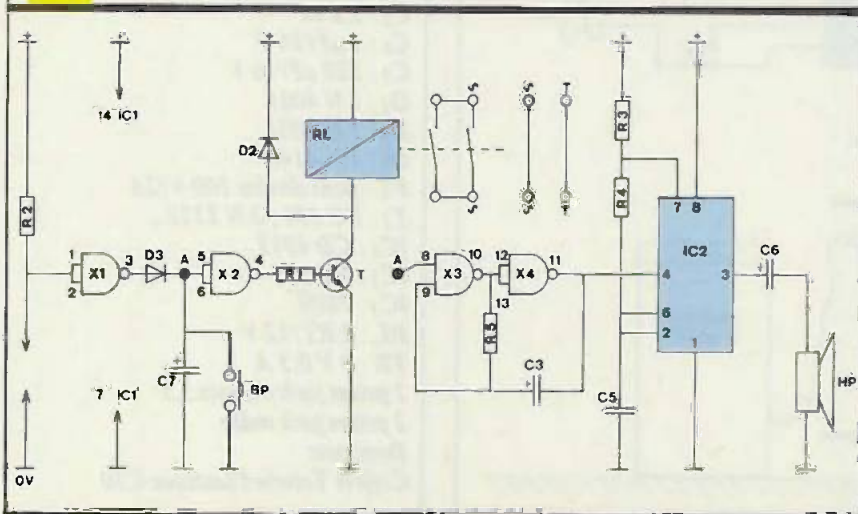 + + + + + +
14 IC1
D2
RL
S S
S T
S S
S T
R2
R3
R4
7 8
IC2
1 2 X1 3 D3 A 5 6 X2 4 R1 T
A 8 9 X3 10 12 13 X4 11
4 3 C6
R5
6
2
1
C3
C7
BP
C5
HP
7 IC1
0V